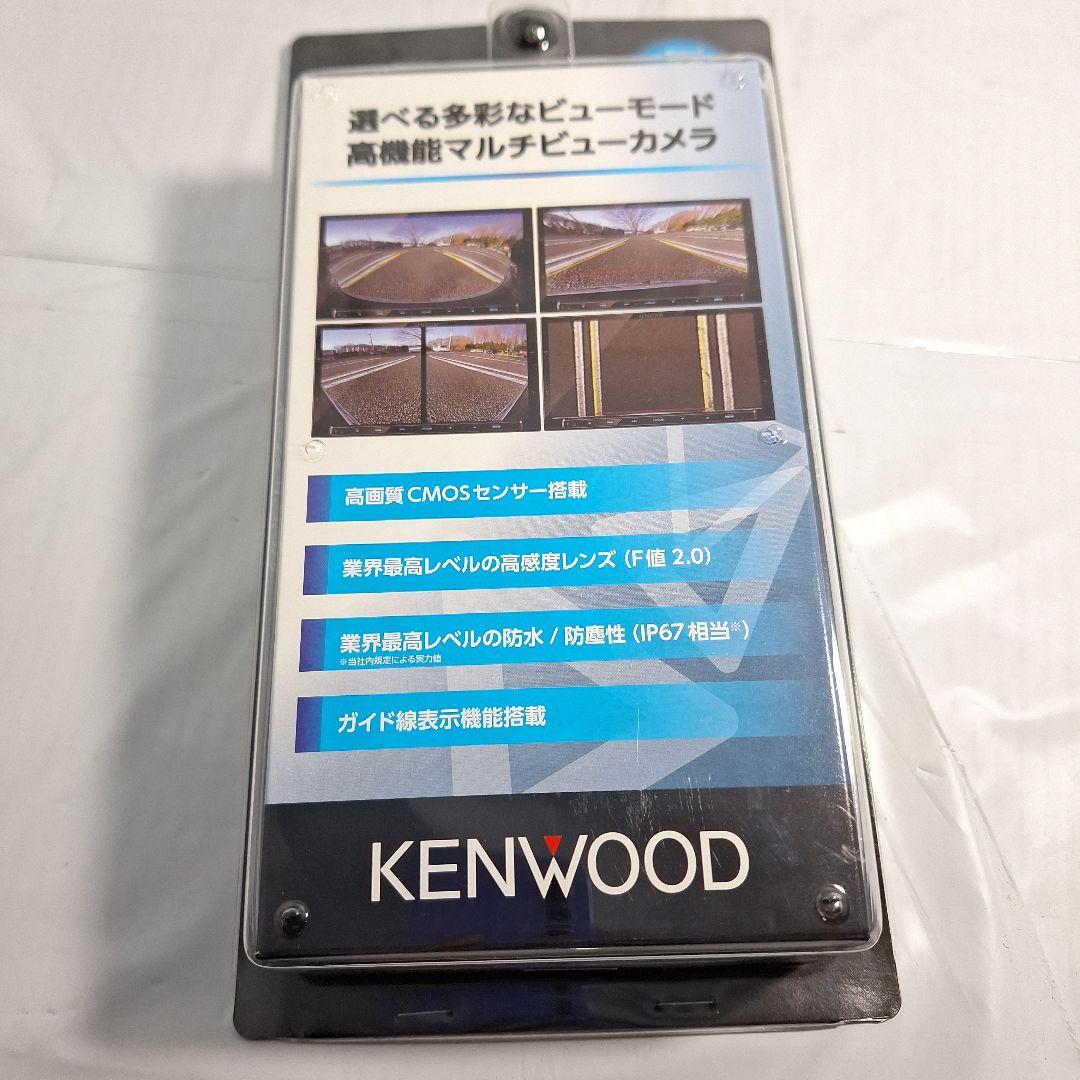 選べる多彩なビューモード
高機能マルチビューカメラ
高画質CMOSセンサー搭載
業界最高レベルの高感度レンズ（F値 2.0）
業界最高レベルの防水 / 防塵性（IP67 相当※）
※当社内規定による実力値
ガイド線表示機能搭載
KENWOOD